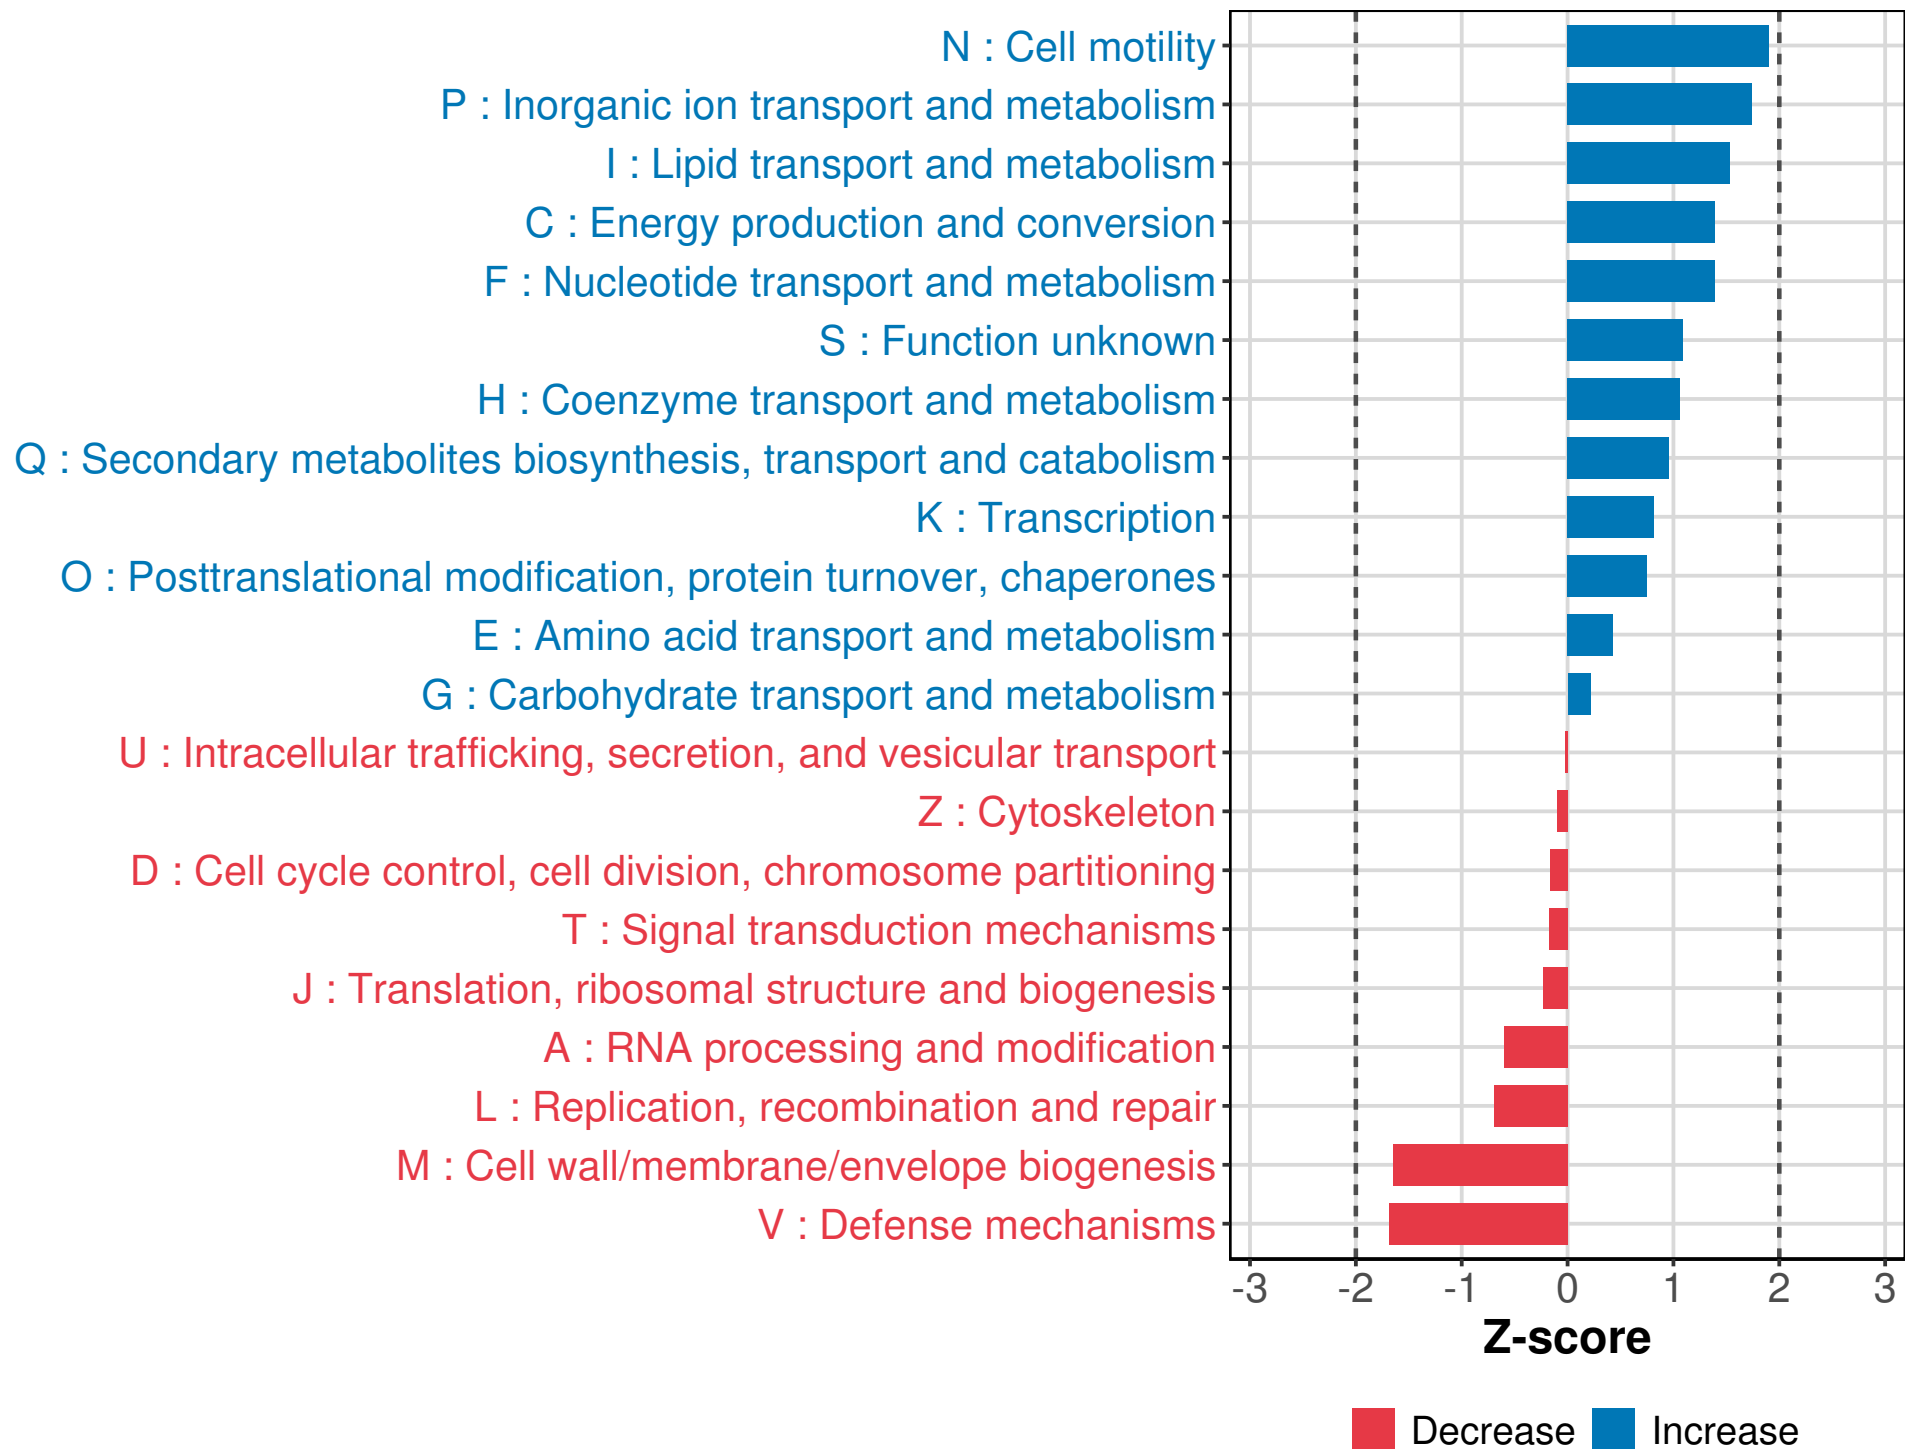 N : Cell motility
P : Inorganic ion transport and metabolism
I : Lipid transport and metabolism
C : Energy production and conversion
F : Nucleotide transport and metabolism
S : Function unknown
H : Coenzyme transport and metabolism
Q : Secondary metabolites biosynthesis, transport and catabolism
K : Transcription
O : Posttranslational modification, protein turnover, chaperones
E : Amino acid transport and metabolism
G : Carbohydrate transport and metabolism
U : Intracellular trafficking, secretion, and vesicular transport
Z : Cytoskeleton
D : Cell cycle control, cell division, chromosome partitioning
T : Signal transduction mechanisms
J : Translation, ribosomal structure and biogenesis
A : RNA processing and modification
L : Replication, recombination and repair
M : Cell wall/membrane/envelope biogenesis
V : Defense mechanisms
-3 -2 -1 0 1 2 3
Z-score
Decrease Increase